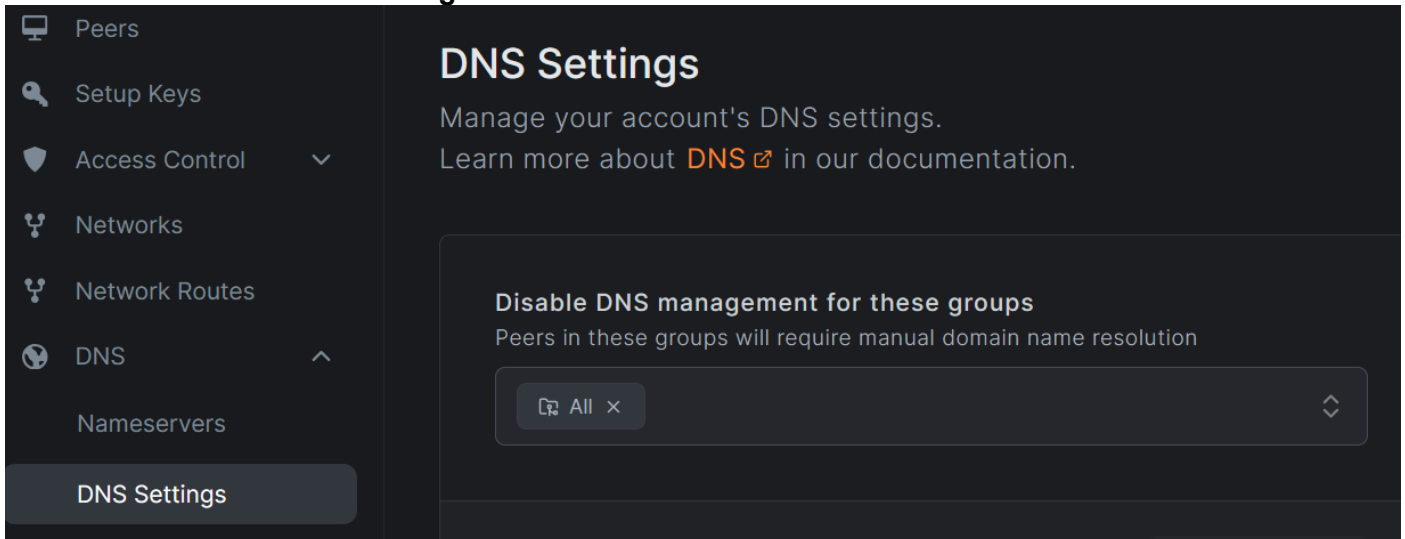 Peers
Setup Keys
Access Control
Networks
Network Routes
DNS
Nameservers
DNS Settings
DNS Settings
Manage your account's DNS settings.
Learn more about DNS in our documentation.
Disable DNS management for these groups
Peers in these groups will require manual domain name resolution
All